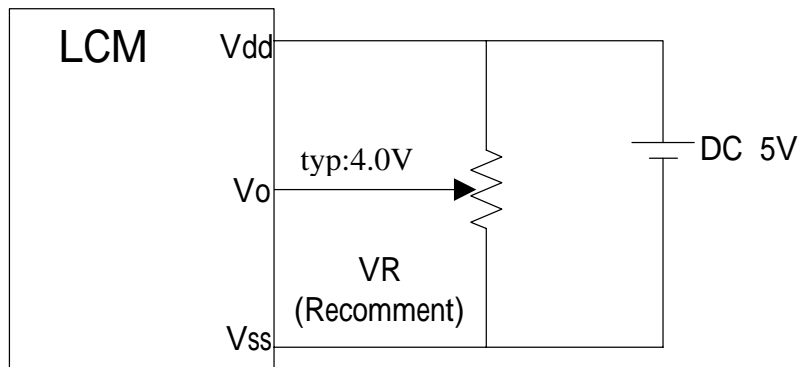 LCM
Vdd
typ:4.0V
DC 5V
Vo
VR
(Recomment)
Vss